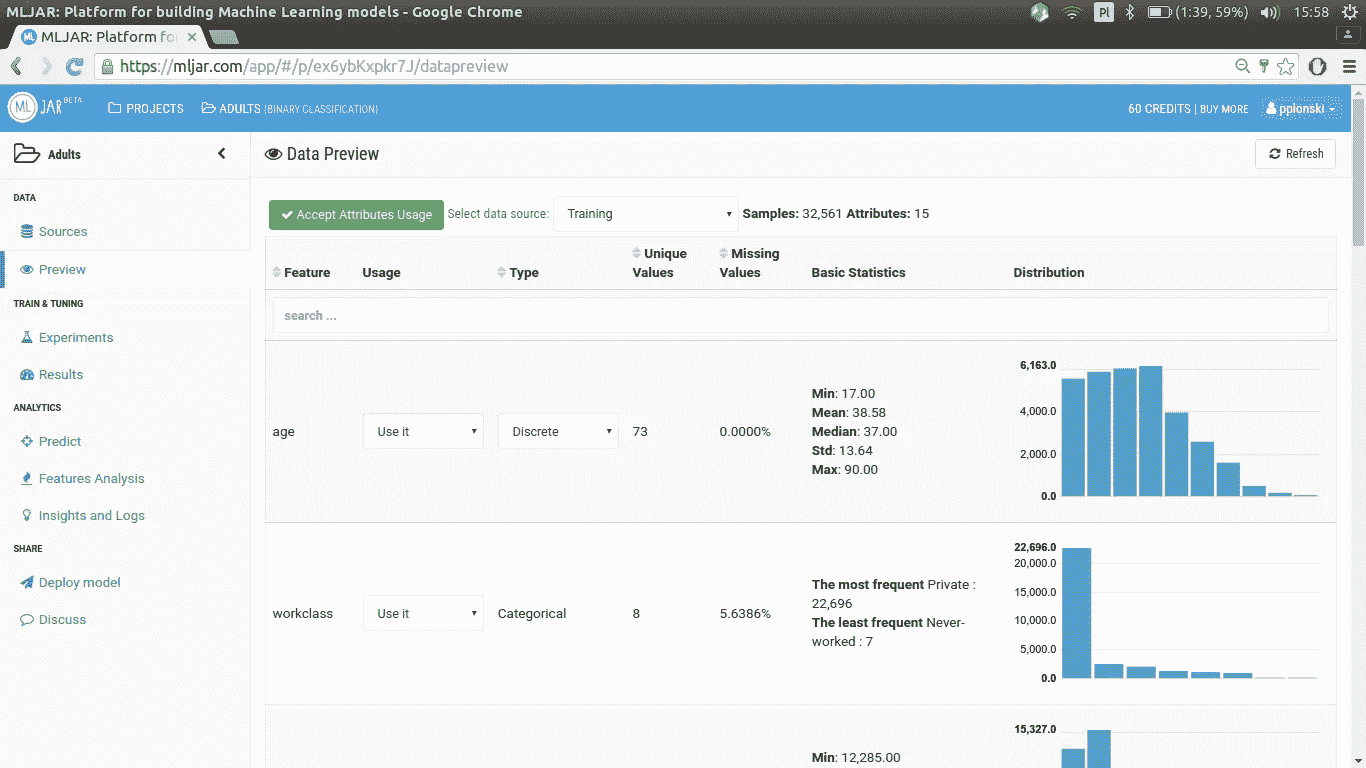 MLJAR: Platform for building Machine Learning models - Google Chrome
Pl (1:39, 59%) 15:58
ML MLJAR: Platform fo
https://mljar.com/app/#/p/ex6ybKxpkr7J/datapreview
ML JAR BETA PROJECTS ADULTS (BINARY CLASSIFICATION) 60 CREDITS | BUY MORE pplonski
Adults
DATA
Sources
Preview
TRAIN & TUNING
Experiments
Results
ANALYTICS
Predict
Features Analysis
Insights and Logs
SHARE
Deploy model
Discuss
Data Preview Refresh
Accept Attributes Usage Select data source: Training Samples: 32,561 Attributes: 15
Feature Usage Type Unique Values Missing Values Basic Statistics Distribution
search ...
age Use it Discrete 73 0.0000%
Min: 17.00
Mean: 38.58
Median: 37.00
Std: 13.64
Max: 90.00
6,163.0
4,000.0
2,000.0
0.0
workclass Use it Categorical 8 5.6386%
The most frequent Private :
22,696
The least frequent Never-
worked : 7
22,696.0
20,000.0
15,000.0
10,000.0
5,000.0
0.0
Min: 12,285.00
15,327.0